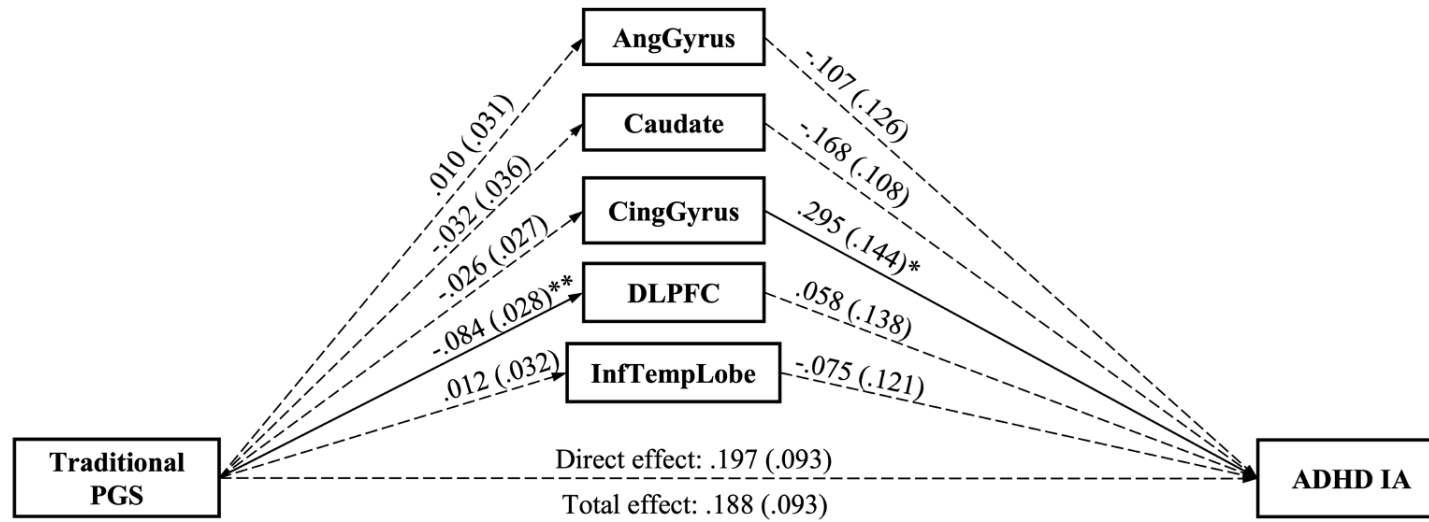 AngGyrus
Caudate
CingGyrus
DLPFC
InfTempLobe
.010 (.031)
-.032 (.036)
-.026 (.027)
-.084 (.028)**
.012 (.032)
-.107 (.126)
-.168 (.108)
.295 (.144)*
.058 (.138)
-.075 (.121)
Traditional
PGS
Direct effect: .197 (.093)
Total effect: .188 (.093)
ADHD IA